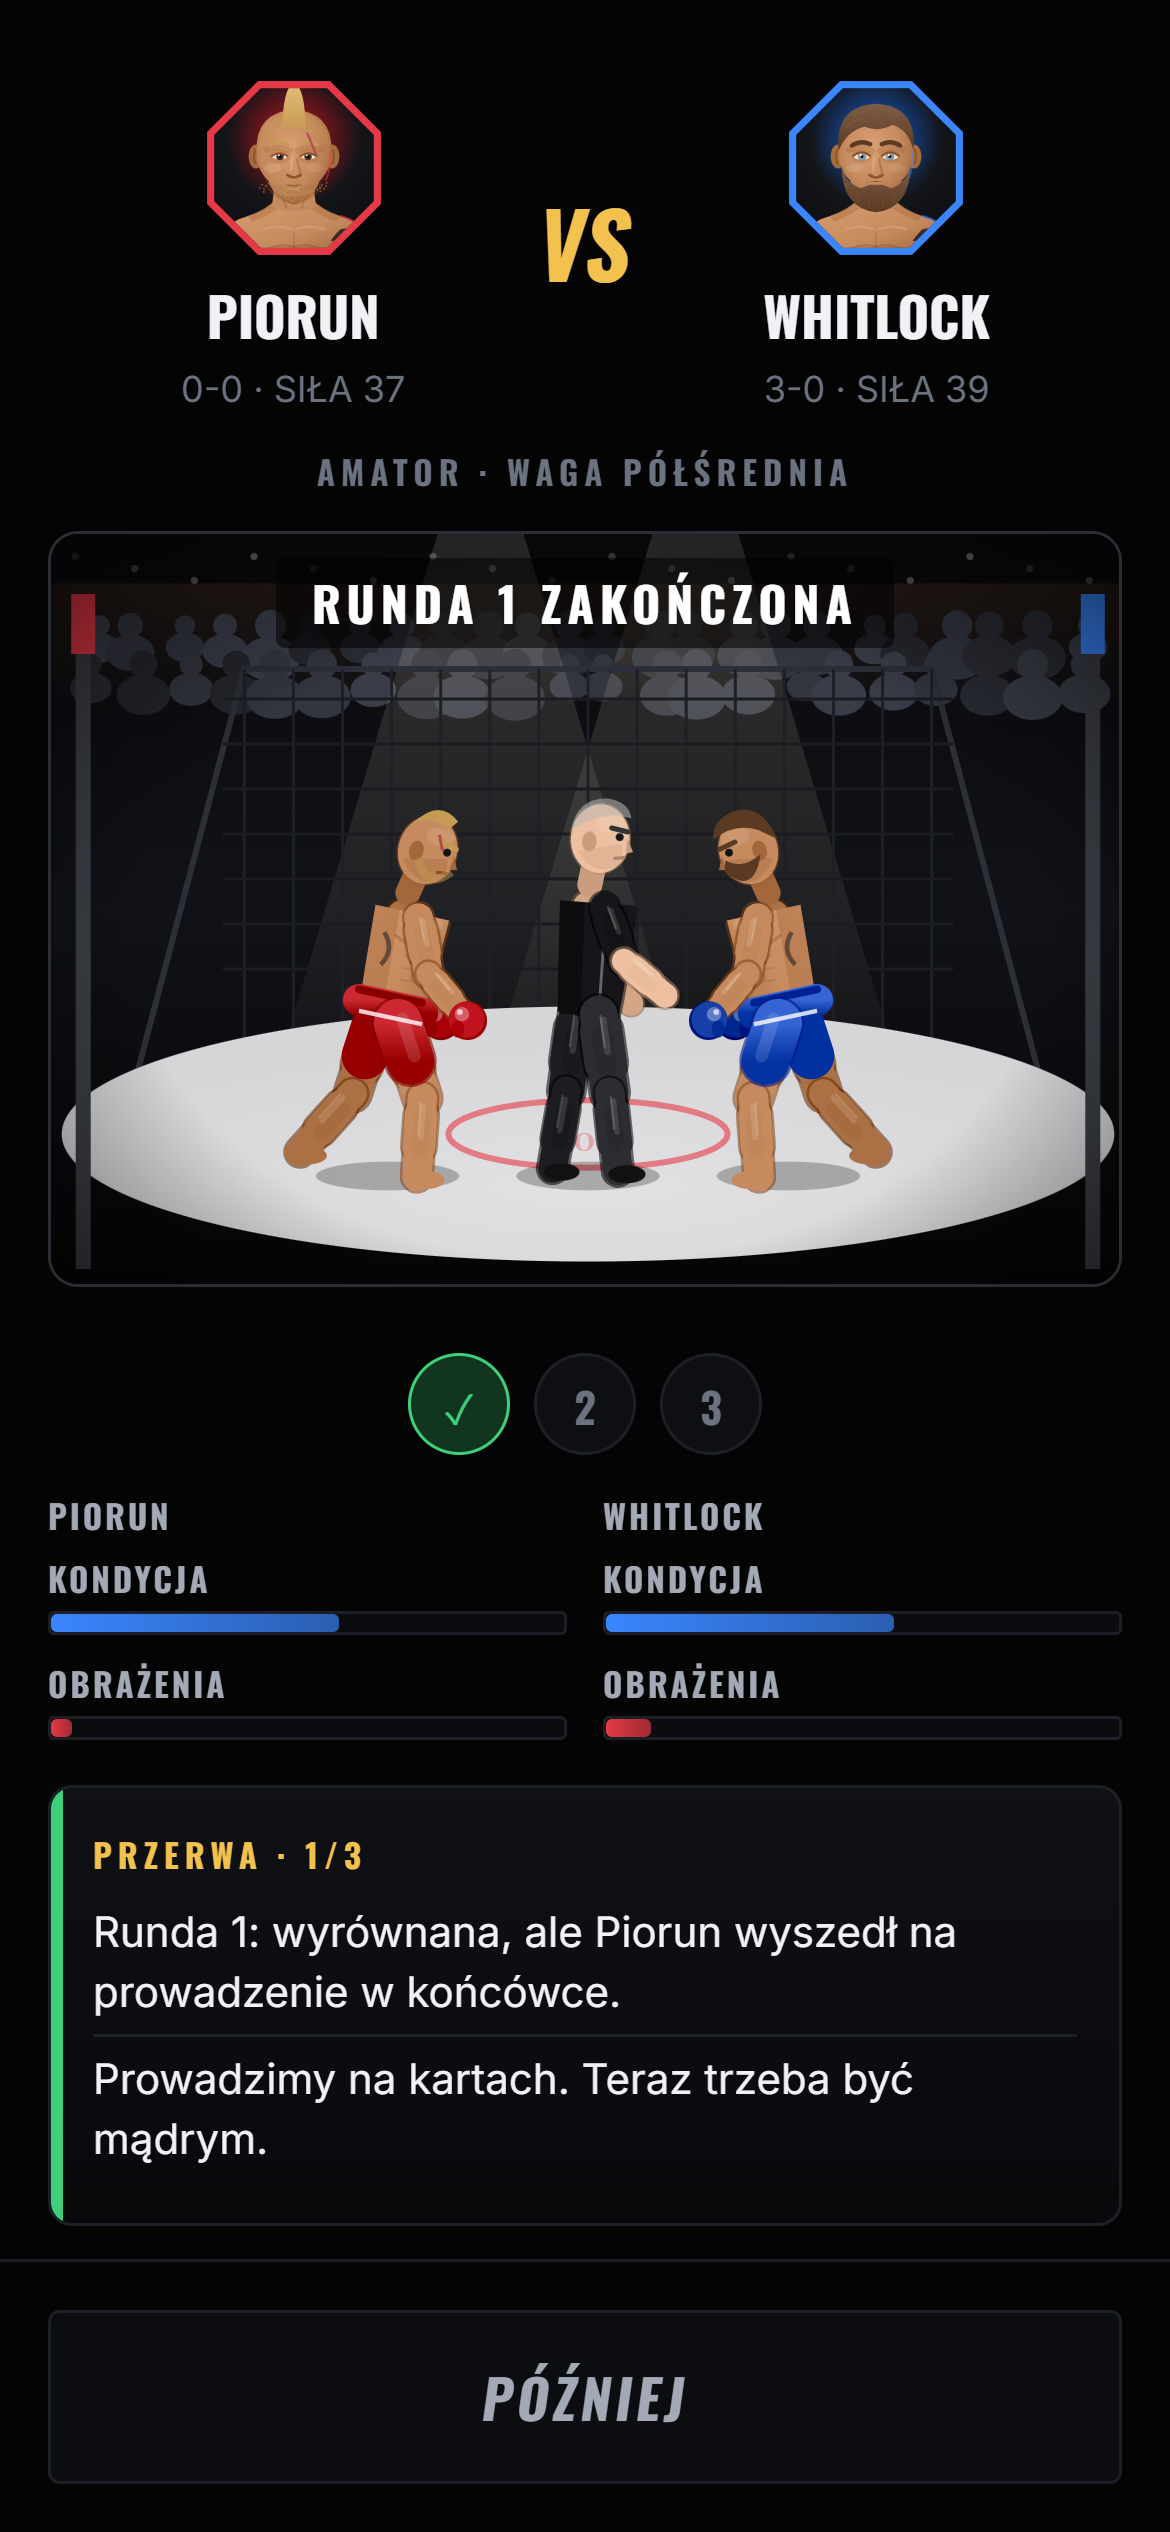 VS
PIORUN
WHITLOCK
0-0 · SIŁA 37
3-0 · SIŁA 39
AMATOR · WAGA PÓŁŚREDNIA
RUNDA 1 ZAKOŃCZONA
✓ 2 3
PIORUN
WHITLOCK
KONDYCJA
KONDYCJA
OBRAŻENIA
OBRAŻENIA
PRZERWA · 1/3
Runda 1: wyrównana, ale Piorun wyszedł na
prowadzenie w końcówce.
Prowadzimy na kartach. Teraz trzeba być
mądrym.
PÓŹNIEJ